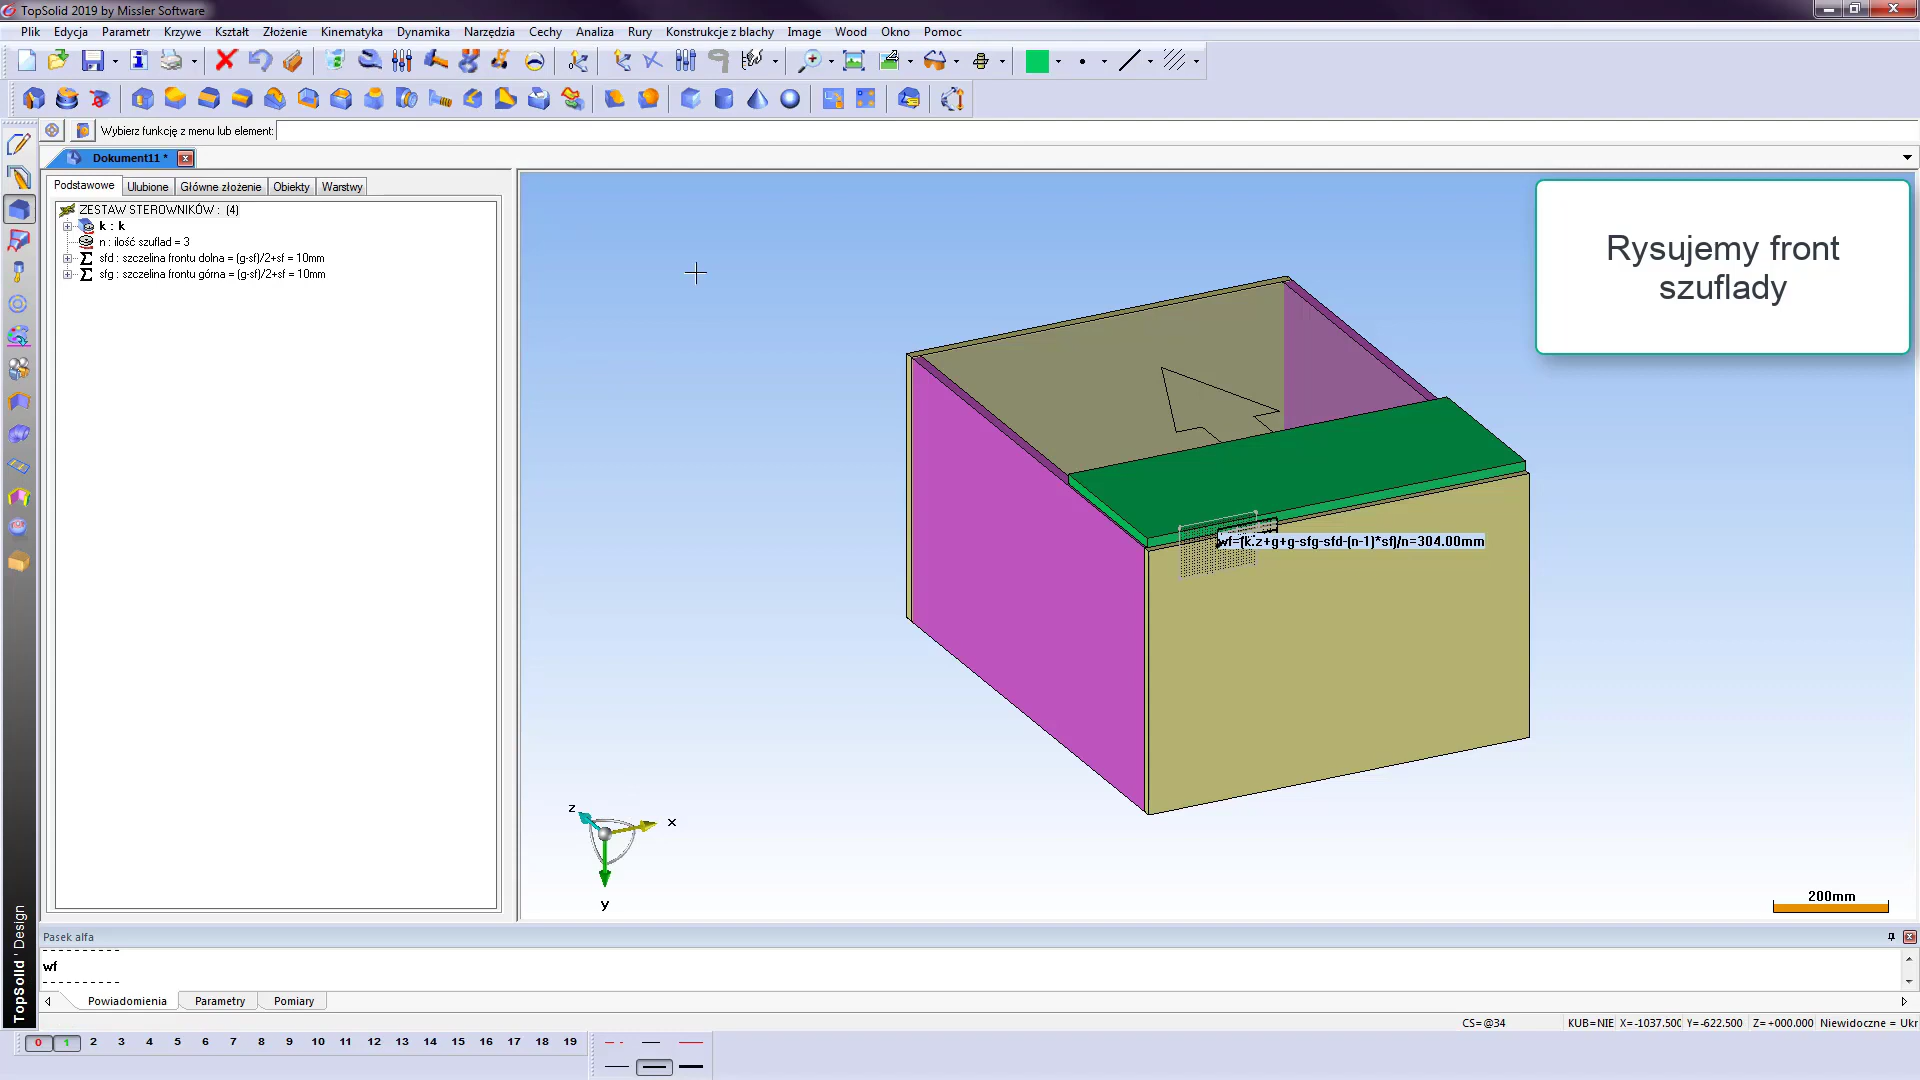 TopSolid 2019 by Missler Software
Plik Edycja Parametr Krzywe Kształt Złożenie Kinematyka Dynamika Narzędzia Cechy Analiza Rury Konstrukcje z blachy Image Wood Okno Pomoc
Wybierz funkcję z menu lub element:
Dokument11 *
Podstawowe Ulubione Główne złożenie Obiekty Warstwy
ZESTAW STEROWNIKÓW : (4)
k : k
n : ilość szuflad = 3
sfd : szczelina frontu dolna = (g-sf)/2+sf = 10mm
sfg : szczelina frontu górna = (g-sf)/2+sf = 10mm
Rysujemy front
szuflady
wf=(k.z+g+g-sfg-sfd-(n-1)*sf)/n=304.00mm
z
x
y
200mm
TopSolid'Design
Pasek alfa
----------
wf
----------
Powiadomienia Parametry Pomiary
CS=@34 KUB=NIE X=-1037.500 Y=-622.500 Z=+000.000 Niewidoczne = Ukr
0 1 2 3 4 5 6 7 8 9 10 11 12 13 14 15 16 17 18 19